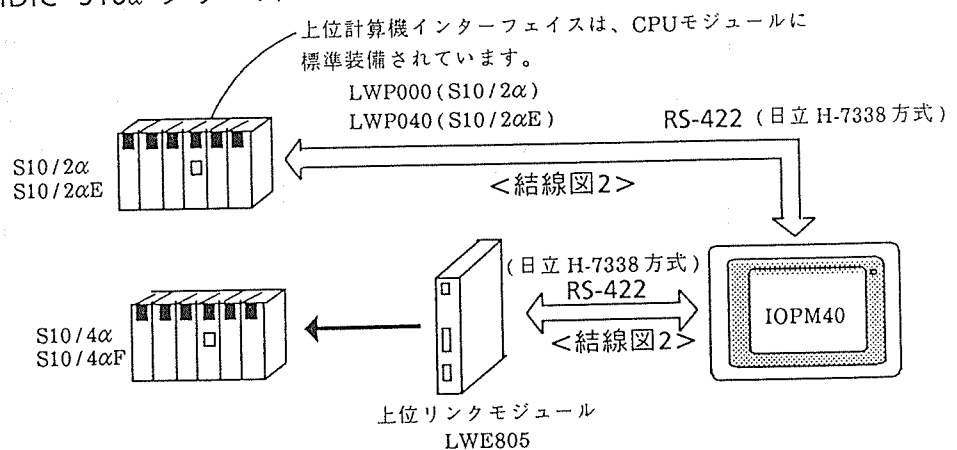 S10α
上位計算機インターフェイスは、CPUモジュールに
標準装備されています。
LWP000(S10/2α)
LWP040(S10/2αE)
RS-422 (日立 H-7338 方式)
S10/2α
S10/2αE
<結線図2>
(日立 H-7338 方式)
RS-422
IOPM40
S10/4α
S10/4αF
<結線図2>
上位リンクモジュール
LWE805